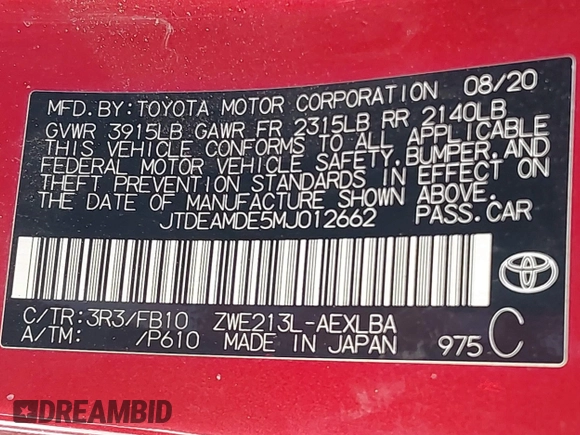 MFD.BY:TOYOTA MOTOR CORPORATION 08/20
GVWR 3915LB GAWR FR 2315LB RR 2140LB
THIS VEHICLE CONFORMS TO ALL APPLICABLE
FEDERAL MOTOR VEHICLE SAFETY,BUMPER,AND
THEFT PREVENTION STANDARDS IN EFFECT ON
THE DATE OF MANUFACTURE SHOWN ABOVE.
JTDEAMDE5MJ012662 PASS.CAR
C/TR:3R3/FB10 ZWE213L-AEXLBA
A/TM: /P610 MADE IN JAPAN 975 C
DREAMBID